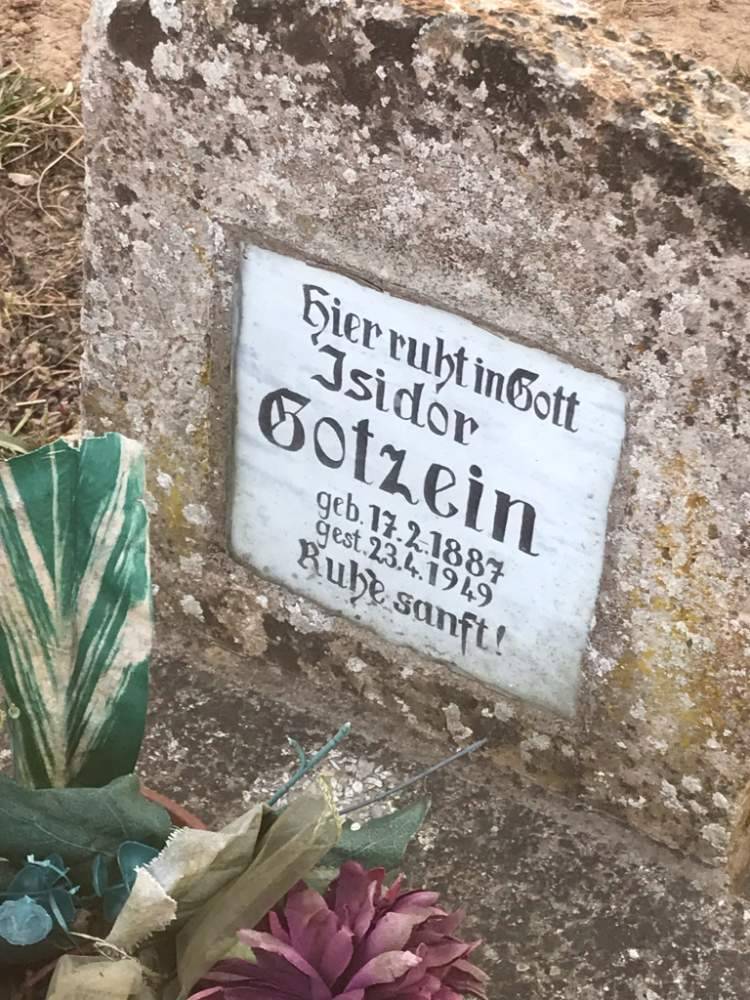 Hier ruht in Gott
Isidor
Gotzein
geb. 17.2.1887
gest. 23.4.1949
Ruhe sanft!